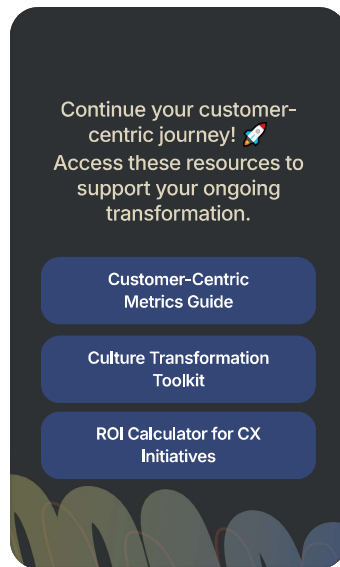 Continue your customer-
centric journey! 🚀
Access these resources to
support your ongoing
transformation.
Customer-Centric
Metrics Guide
Culture Transformation
Toolkit
ROI Calculator for CX
Initiatives